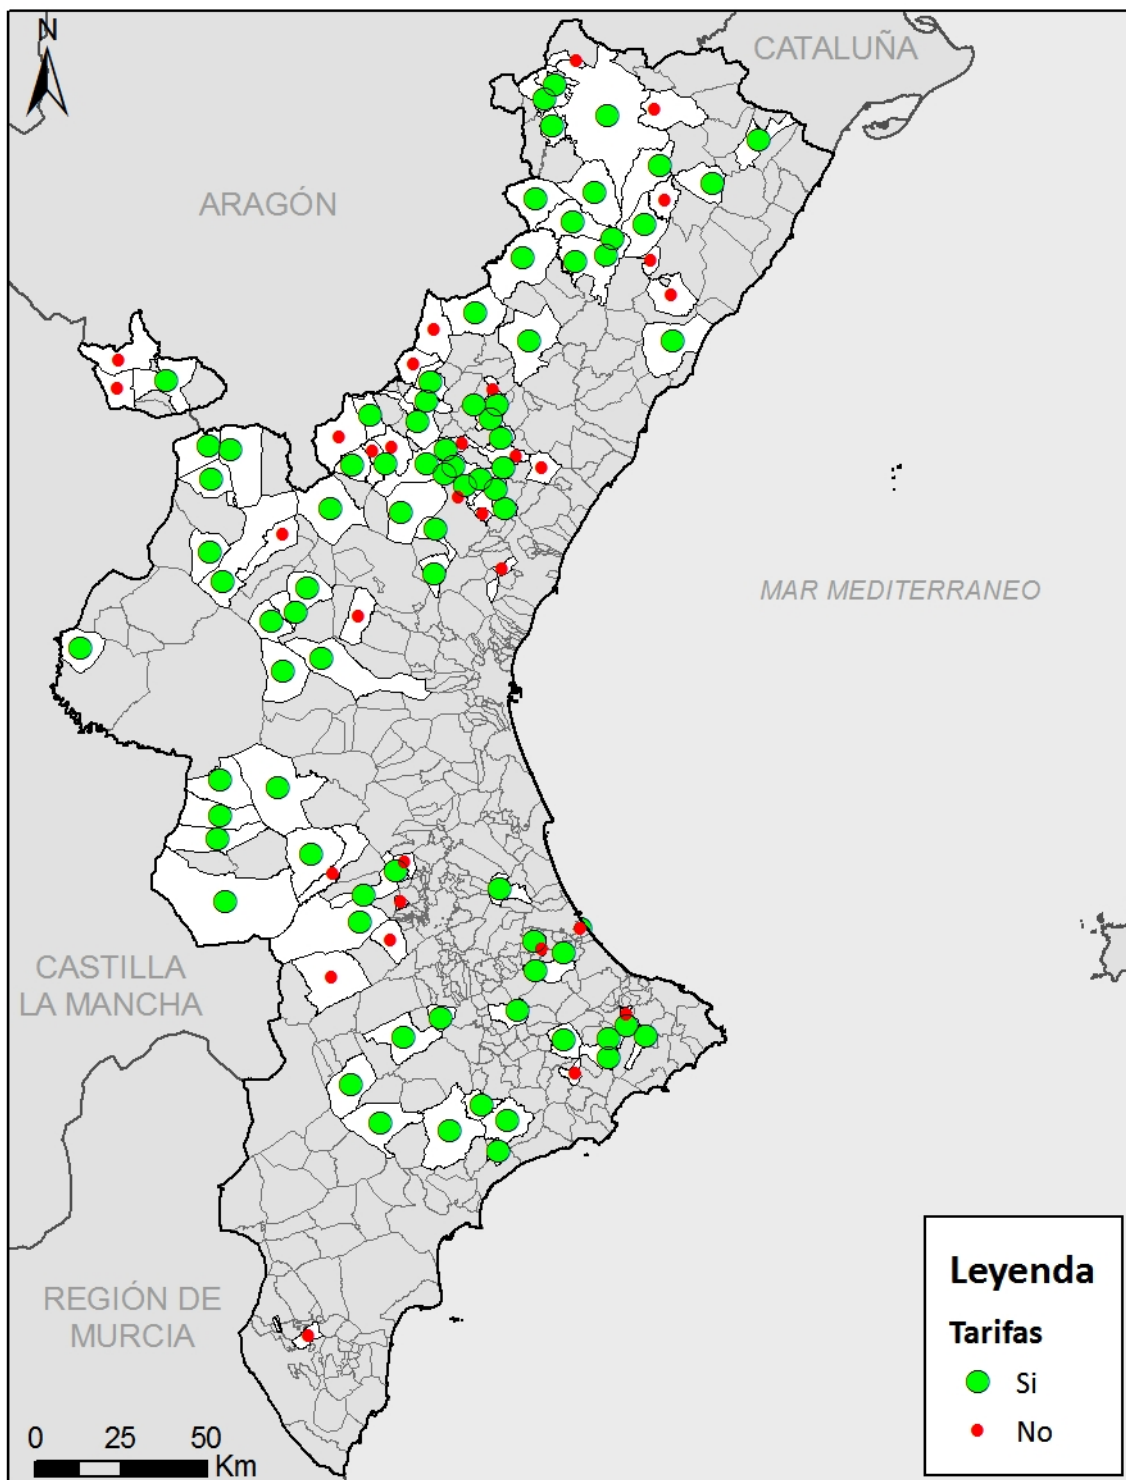 N
CATALUÑA
ARAGÓN
MAR MEDITERRANEO
CASTILLA
LA MANCHA
REGIÓN DE
MURCIA
Leyenda
Tarifas
Si
No
0 25 50
Km